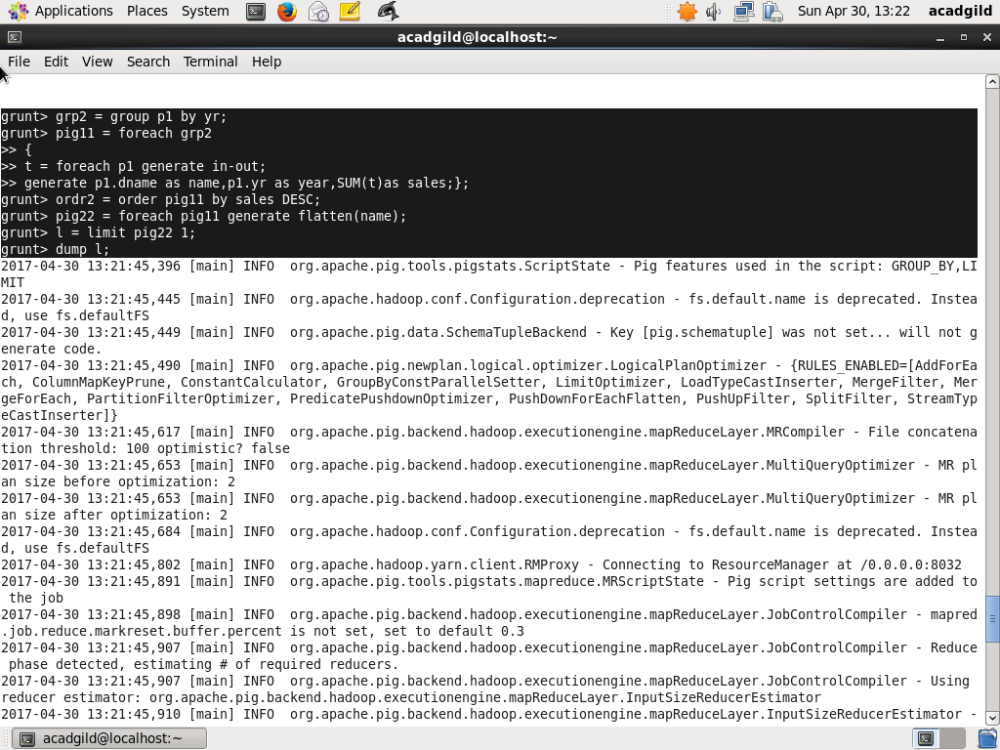 Applications Places System Sun Apr 30, 13:22 acadgild
acadgild@localhost:~
File Edit View Search Terminal Help
grunt> grp2 = group p1 by yr;
grunt> pig11 = foreach grp2
>> {
>> t = foreach p1 generate in-out;
>> generate p1.dname as name,p1.yr as year,SUM(t)as sales;};
grunt> ordr2 = order pig11 by sales DESC;
grunt> pig22 = foreach pig11 generate flatten(name);
grunt> l = limit pig22 1;
grunt> dump l;
2017-04-30 13:21:45,396 [main] INFO  org.apache.pig.tools.pigstats.ScriptState - Pig features used in the script: GROUP_BY,LI
MIT
2017-04-30 13:21:45,445 [main] INFO  org.apache.hadoop.conf.Configuration.deprecation - fs.default.name is deprecated. Instea
d, use fs.defaultFS
2017-04-30 13:21:45,449 [main] INFO  org.apache.pig.data.SchemaTupleBackend - Key [pig.schematuple] was not set... will not g
enerate code.
2017-04-30 13:21:45,490 [main] INFO  org.apache.pig.newplan.logical.optimizer.LogicalPlanOptimizer - {RULES_ENABLED=[AddForEa
ch, ColumnMapKeyPrune, ConstantCalculator, GroupByConstParallelSetter, LimitOptimizer, LoadTypeCastInserter, MergeFilter, Mer
geForEach, PartitionFilterOptimizer, PredicatePushdownOptimizer, PushDownForEachFlatten, PushUpFilter, SplitFilter, StreamTyp
eCastInserter]}
2017-04-30 13:21:45,617 [main] INFO  org.apache.pig.backend.hadoop.executionengine.mapReduceLayer.MRCompiler - File concatena
tion threshold: 100 optimistic? false
2017-04-30 13:21:45,653 [main] INFO  org.apache.pig.backend.hadoop.executionengine.mapReduceLayer.MultiQueryOptimizer - MR pl
an size before optimization: 2
2017-04-30 13:21:45,653 [main] INFO  org.apache.pig.backend.hadoop.executionengine.mapReduceLayer.MultiQueryOptimizer - MR pl
an size after optimization: 2
2017-04-30 13:21:45,684 [main] INFO  org.apache.hadoop.conf.Configuration.deprecation - fs.default.name is deprecated. Instea
d, use fs.defaultFS
2017-04-30 13:21:45,802 [main] INFO  org.apache.hadoop.yarn.client.RMProxy - Connecting to ResourceManager at /0.0.0.0:8032
2017-04-30 13:21:45,891 [main] INFO  org.apache.pig.tools.pigstats.mapreduce.MRScriptState - Pig script settings are added to
 the job
2017-04-30 13:21:45,898 [main] INFO  org.apache.pig.backend.hadoop.executionengine.mapReduceLayer.JobControlCompiler - mapred
.job.reduce.markreset.buffer.percent is not set, set to default 0.3
2017-04-30 13:21:45,907 [main] INFO  org.apache.pig.backend.hadoop.executionengine.mapReduceLayer.JobControlCompiler - Reduce
 phase detected, estimating # of required reducers.
2017-04-30 13:21:45,907 [main] INFO  org.apache.pig.backend.hadoop.executionengine.mapReduceLayer.JobControlCompiler - Using
reducer estimator: org.apache.pig.backend.hadoop.executionengine.mapReduceLayer.InputSizeReducerEstimator
2017-04-30 13:21:45,910 [main] INFO  org.apache.pig.backend.hadoop.executionengine.mapReduceLayer.InputSizeReducerEstimator -
acadgild@localhost:~